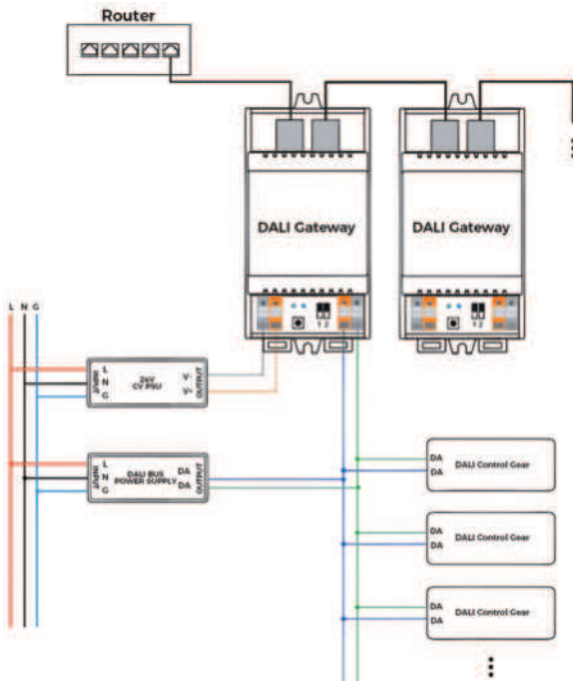 Router
DALI Gateway
DALI Gateway
1 2
1 2
L N G
INPUT
L
N
G
24V
CV PSU
V-
V+
OUTPUT
INPUT
L
N
G
DALI BUS
POWER SUPPLY
DA
DA
OUTPUT
DA
DA
DALI Control Gear
DA
DA
DALI Control Gear
DA
DA
DALI Control Gear